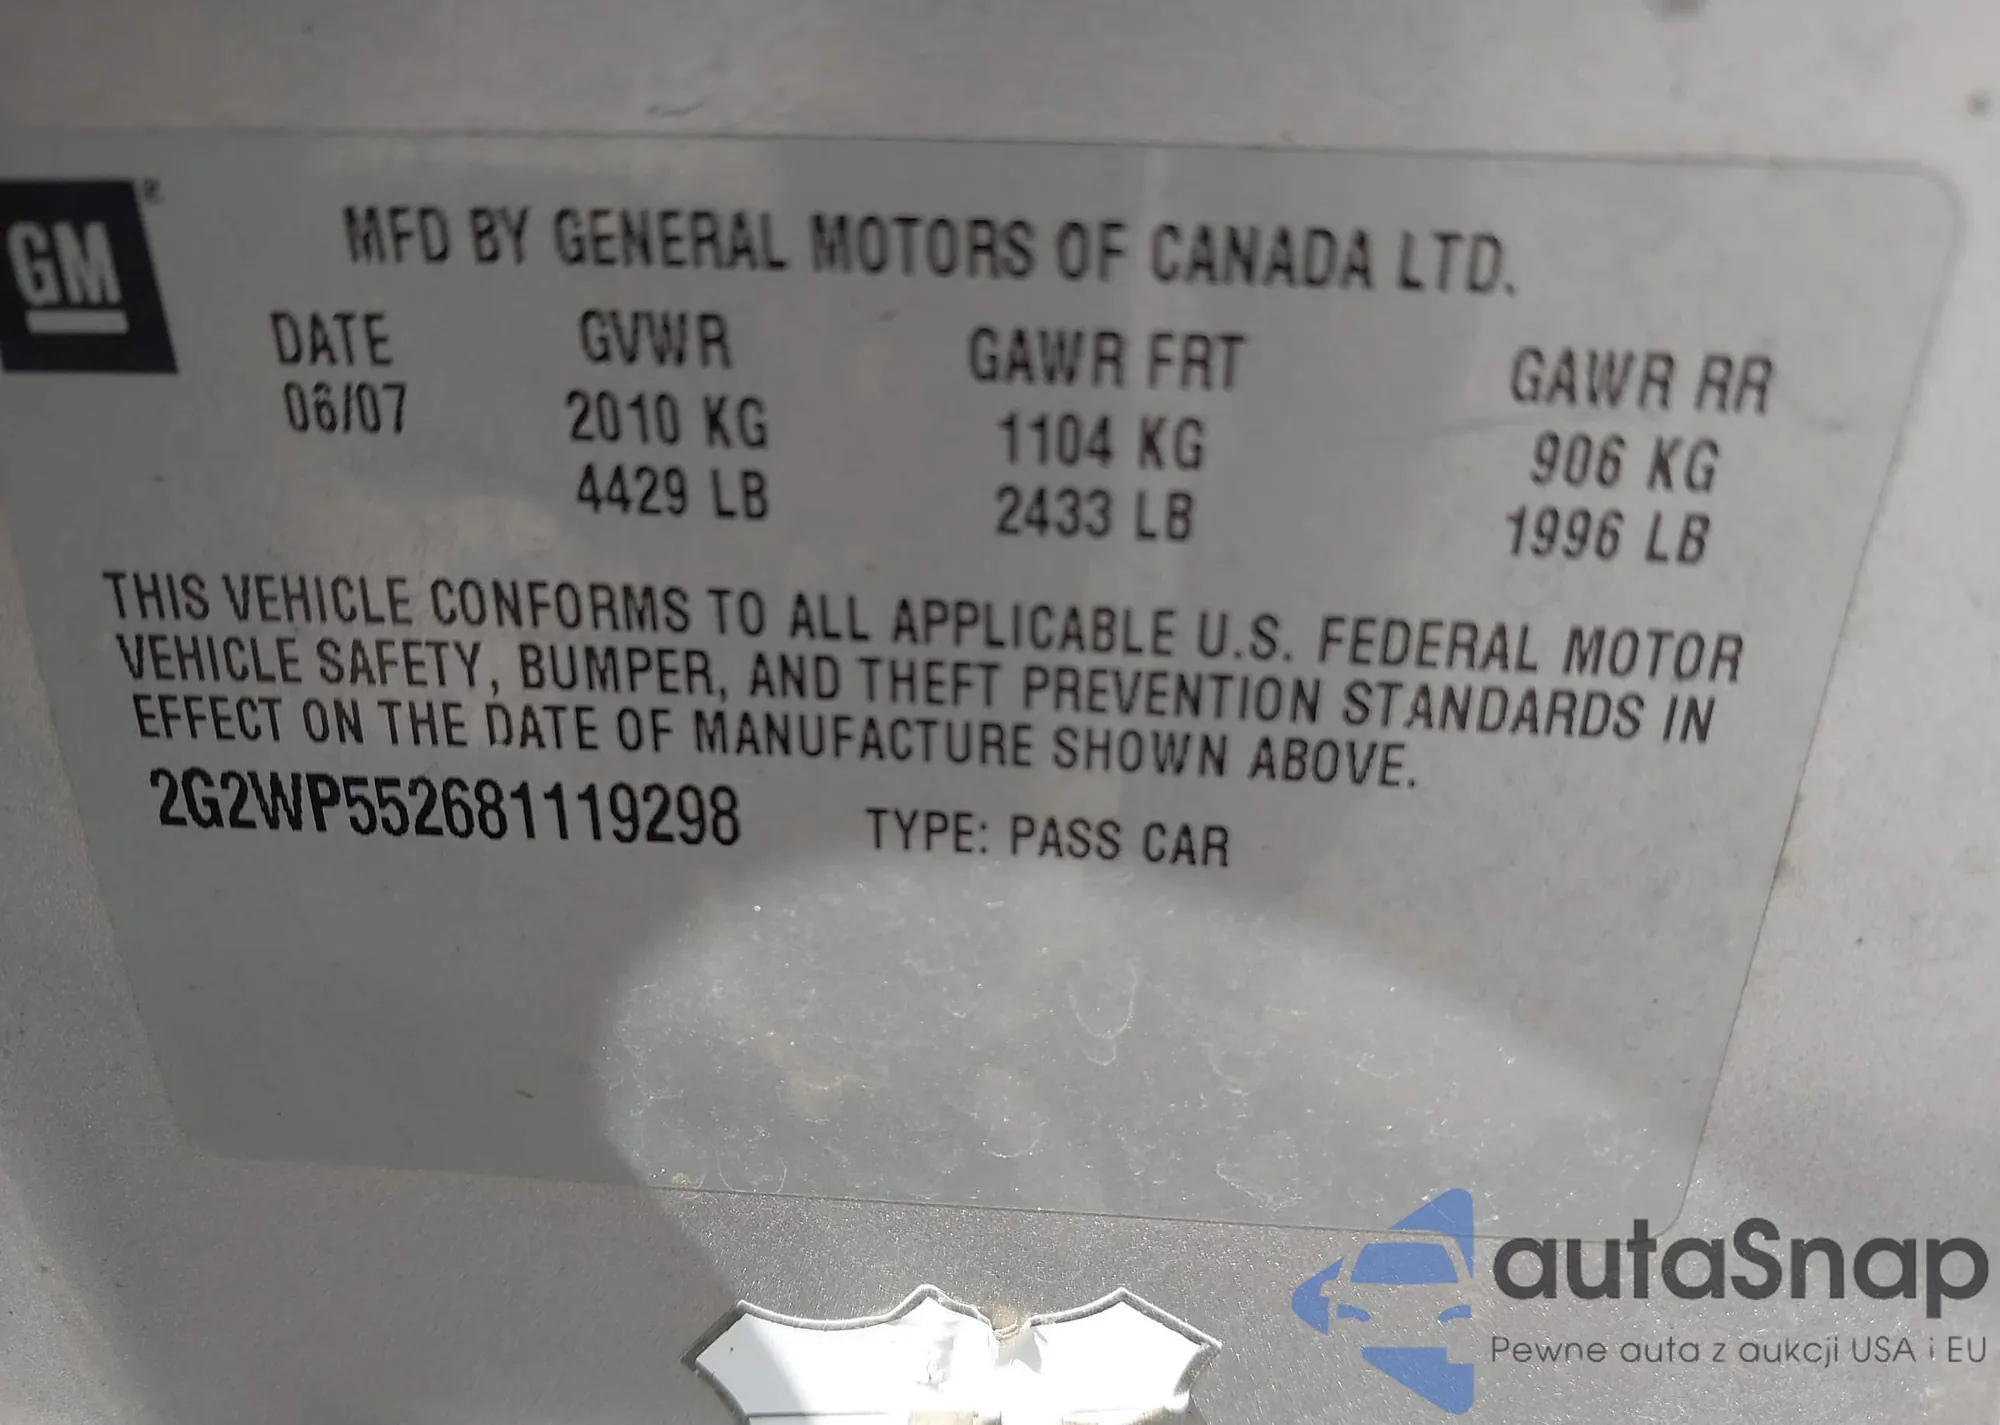 GM
MFD BY GENERAL MOTORS OF CANADA LTD.
DATE GVWR GAWR FRT GAWR RR
06/07 2010 KG 1104 KG 906 KG
4429 LB 2433 LB 1996 LB
THIS VEHICLE CONFORMS TO ALL APPLICABLE U.S. FEDERAL MOTOR
VEHICLE SAFETY, BUMPER, AND THEFT PREVENTION STANDARDS IN
EFFECT ON THE DATE OF MANUFACTURE SHOWN ABOVE.
2G2WP552681119298 TYPE: PASS CAR
autaSnap
Pewne auta z aukcji USA i EU